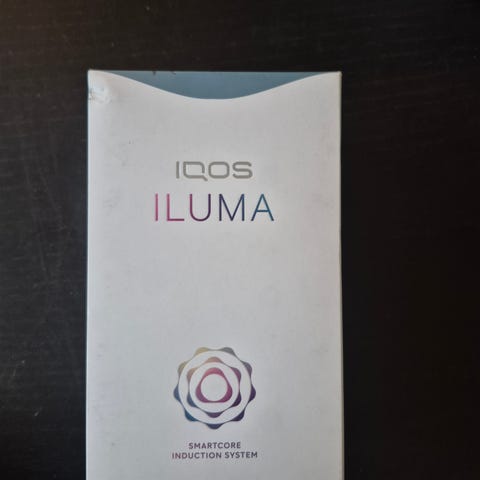 IQOS
ILUMA
SMARTCORE
INDUCTION SYSTEM